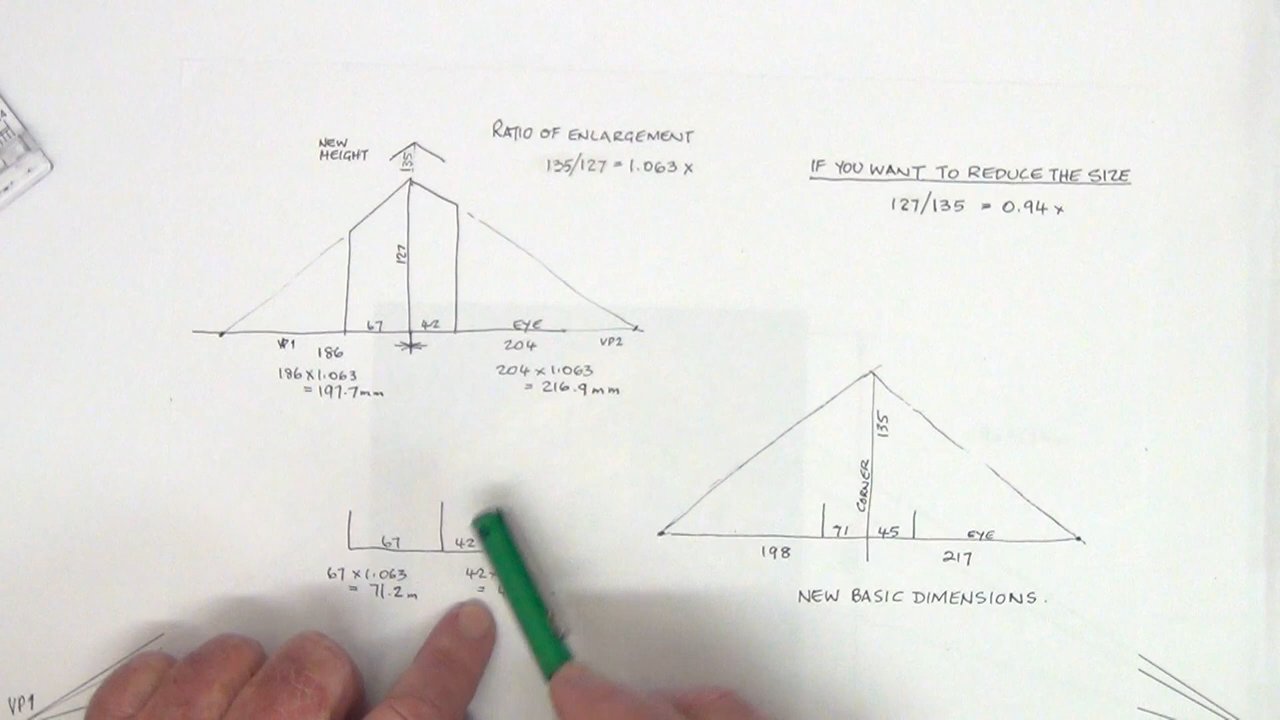 NEW
HEIGHT
135
RATIO OF ENLARGEMENT
135/127 = 1.063 x
IF YOU WANT TO REDUCE THE SIZE
127/135 = 0.94 x
127
67
42
EYE
VP1
186
204
VP2
186 x 1.063
= 197.7mm
204 x 1.063
= 216.9mm
135
CORNER
71
45
EYE
198
217
NEW BASIC DIMENSIONS.
67
42
67 x 1.063
= 71.2m
42 x
=
VP1